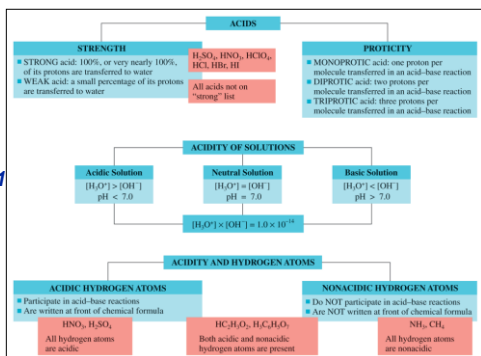 ACIDS
STRENGTH
■ STRONG acid: 100%, or very nearly 100%,
of its protons are transferred to water
■ WEAK acid: a small percentage of its protons
are transferred to water
H₂SO₄, HNO₃, HClO₄,
HCl, HBr, HI
All acids not on
“strong” list
PROTICITY
■ MONOPROTIC acid: one proton per
molecule transferred in an acid–base reaction
■ DIPROTIC acid: two protons per
molecule transferred in an acid–base reaction
■ TRIPROTIC acid: three protons per
molecule transferred in an acid–base reaction
ACIDITY OF SOLUTIONS
Acidic Solution
[H₃O⁺] > [OH⁻]
pH < 7.0
Neutral Solution
[H₃O⁺] = [OH⁻]
pH = 7.0
Basic Solution
[H₃O⁺] < [OH⁻]
pH > 7.0
1
[H₃O⁺] × [OH⁻] = 1.0 × 10⁻¹⁴
ACIDITY AND HYDROGEN ATOMS
ACIDIC HYDROGEN ATOMS
■ Participate in acid–base reactions
■ Are written at front of chemical formula
NONACIDIC HYDROGEN ATOMS
■ Do NOT participate in acid–base reactions
■ Are NOT written at front of chemical formula
HNO₃, H₂SO₄
All hydrogen atoms
are acidic
HC₂H₃O₂, H₃C₆H₅O₇
Both acidic and nonacidic
hydrogen atoms are present
NH₃, CH₄
All hydrogen atoms
are nonacidic